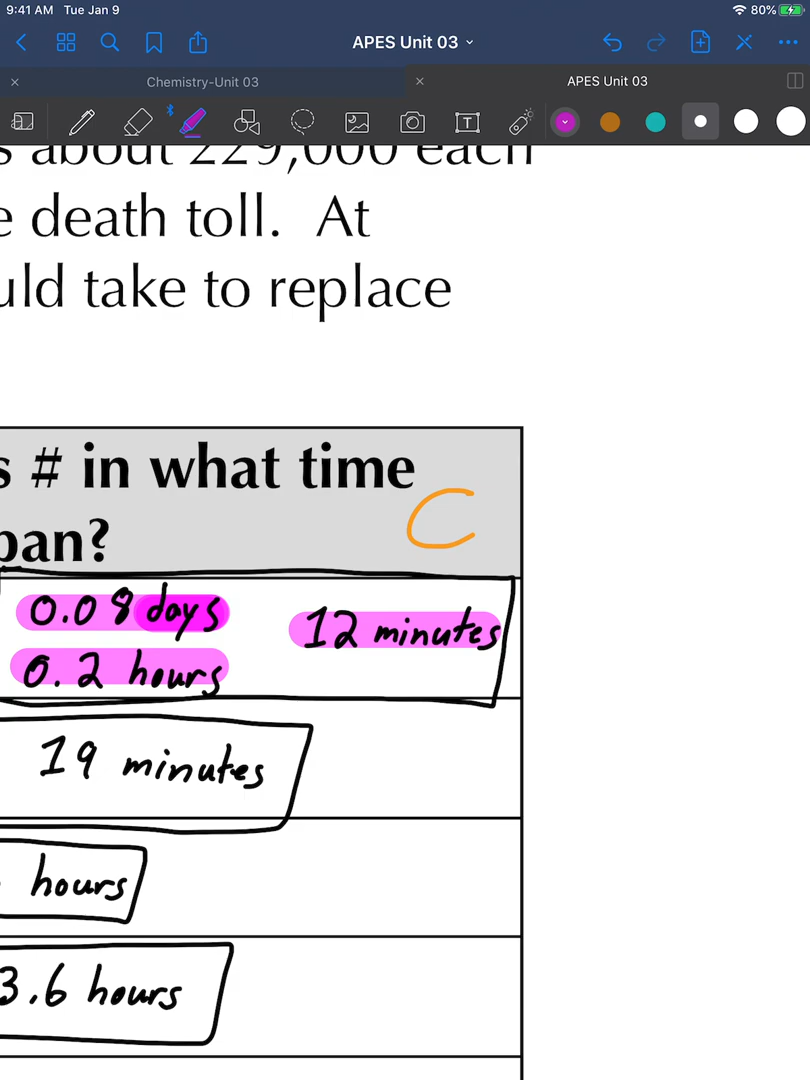 9:41 AM Tue Jan 9
80%
APES Unit 03
Chemistry-Unit 03
APES Unit 03
T
s about 229,000 each
e death toll. At
uld take to replace
s # in what time
pan?
C
0.08 days
12 minutes
0.2 hours
19 minutes
hours
3.6 hours